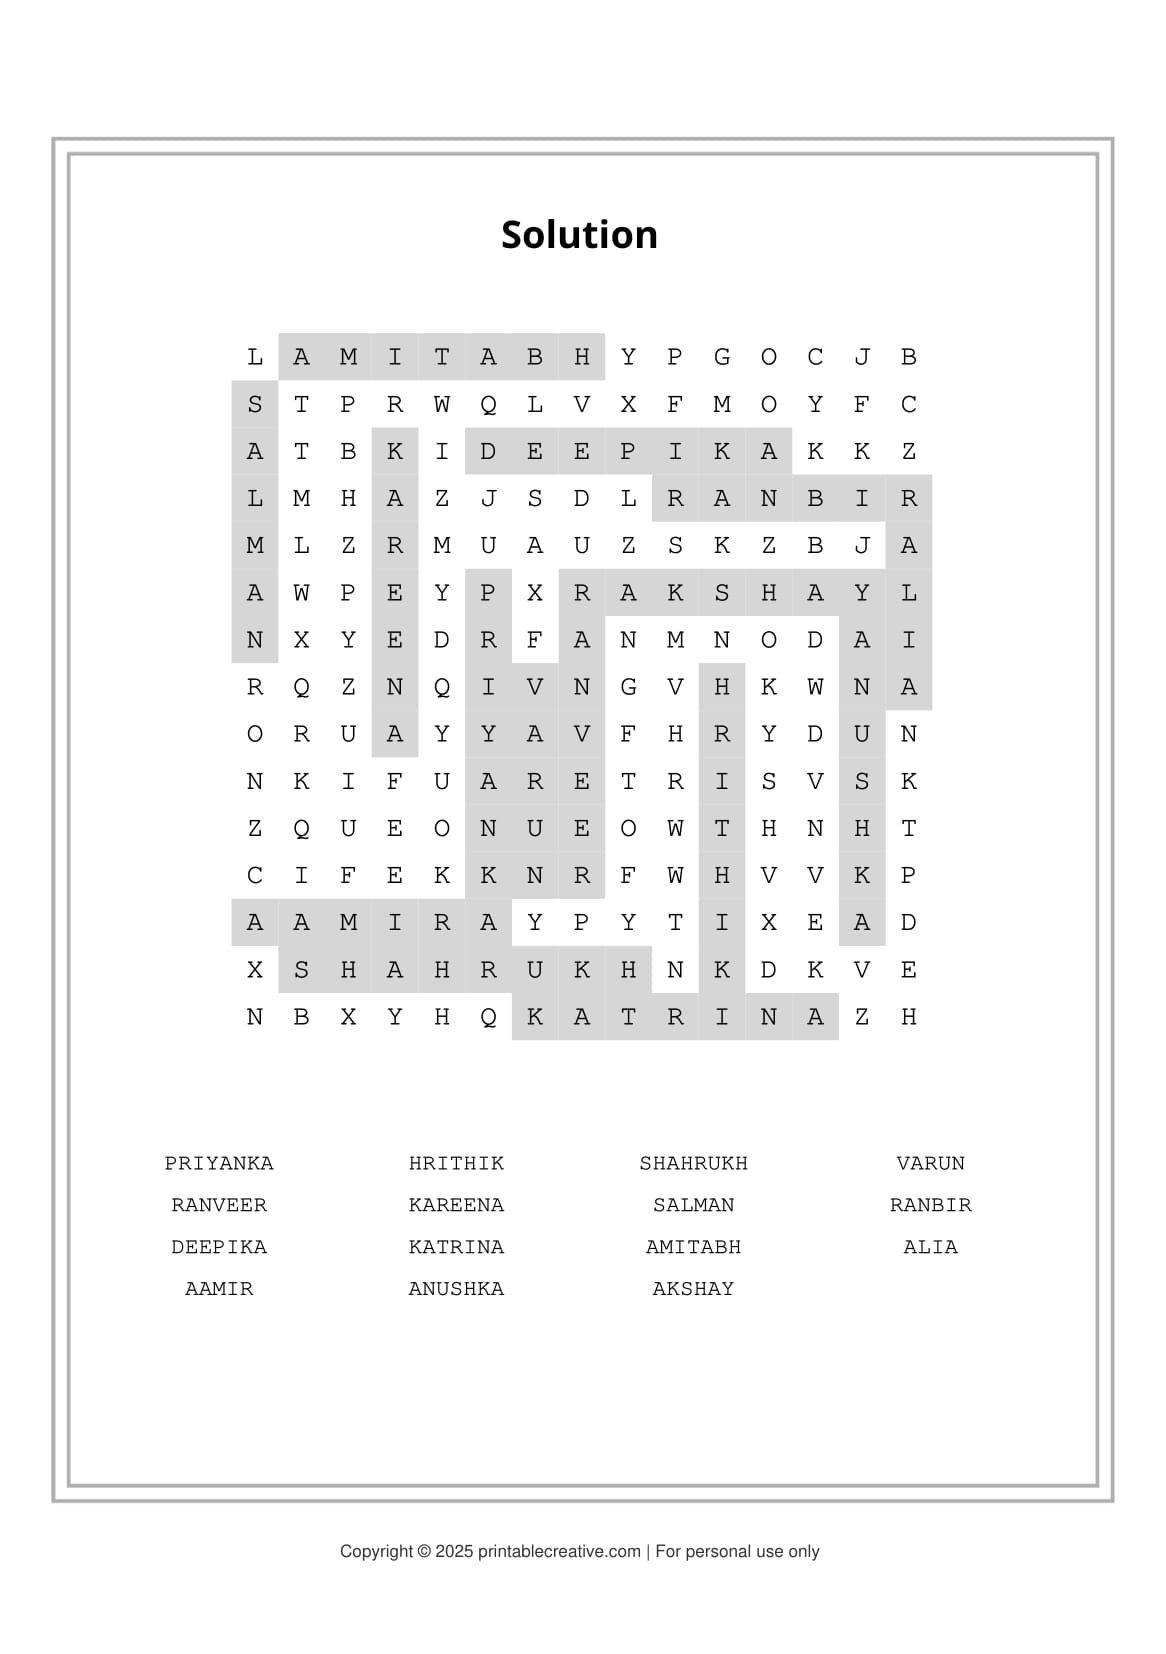 Solution
L A M I T A B H Y P G O C J B
S T P R W Q L V X F M O Y F C
A T B K I D E E P I K A K K Z
L M H A Z J S D L R A N B I R
M L Z R M U A U Z S K Z B J A
A W P E Y P X R A K S H A Y L
N X Y E D R F A N M N O D A I
R Q Z N Q I V N G V H K W N A
O R U A Y Y A V F H R Y D U N
N K I F U A R E T R I S V S K
Z Q U E O N U E O W T H N H T
C I F E K K N R F W H V V K P
A A M I R A Y P Y T I X E A D
X S H A H R U K H N K D K V E
N B X Y H Q K A T R I N A Z H
PRIYANKA HRITHIK SHAHRUKH VARUN
RANVEER KAREENA SALMAN RANBIR
DEEPIKA KATRINA AMITABH ALIA
AAMIR ANUSHKA AKSHAY
Copyright © 2025 printablecreative.com | For personal use only